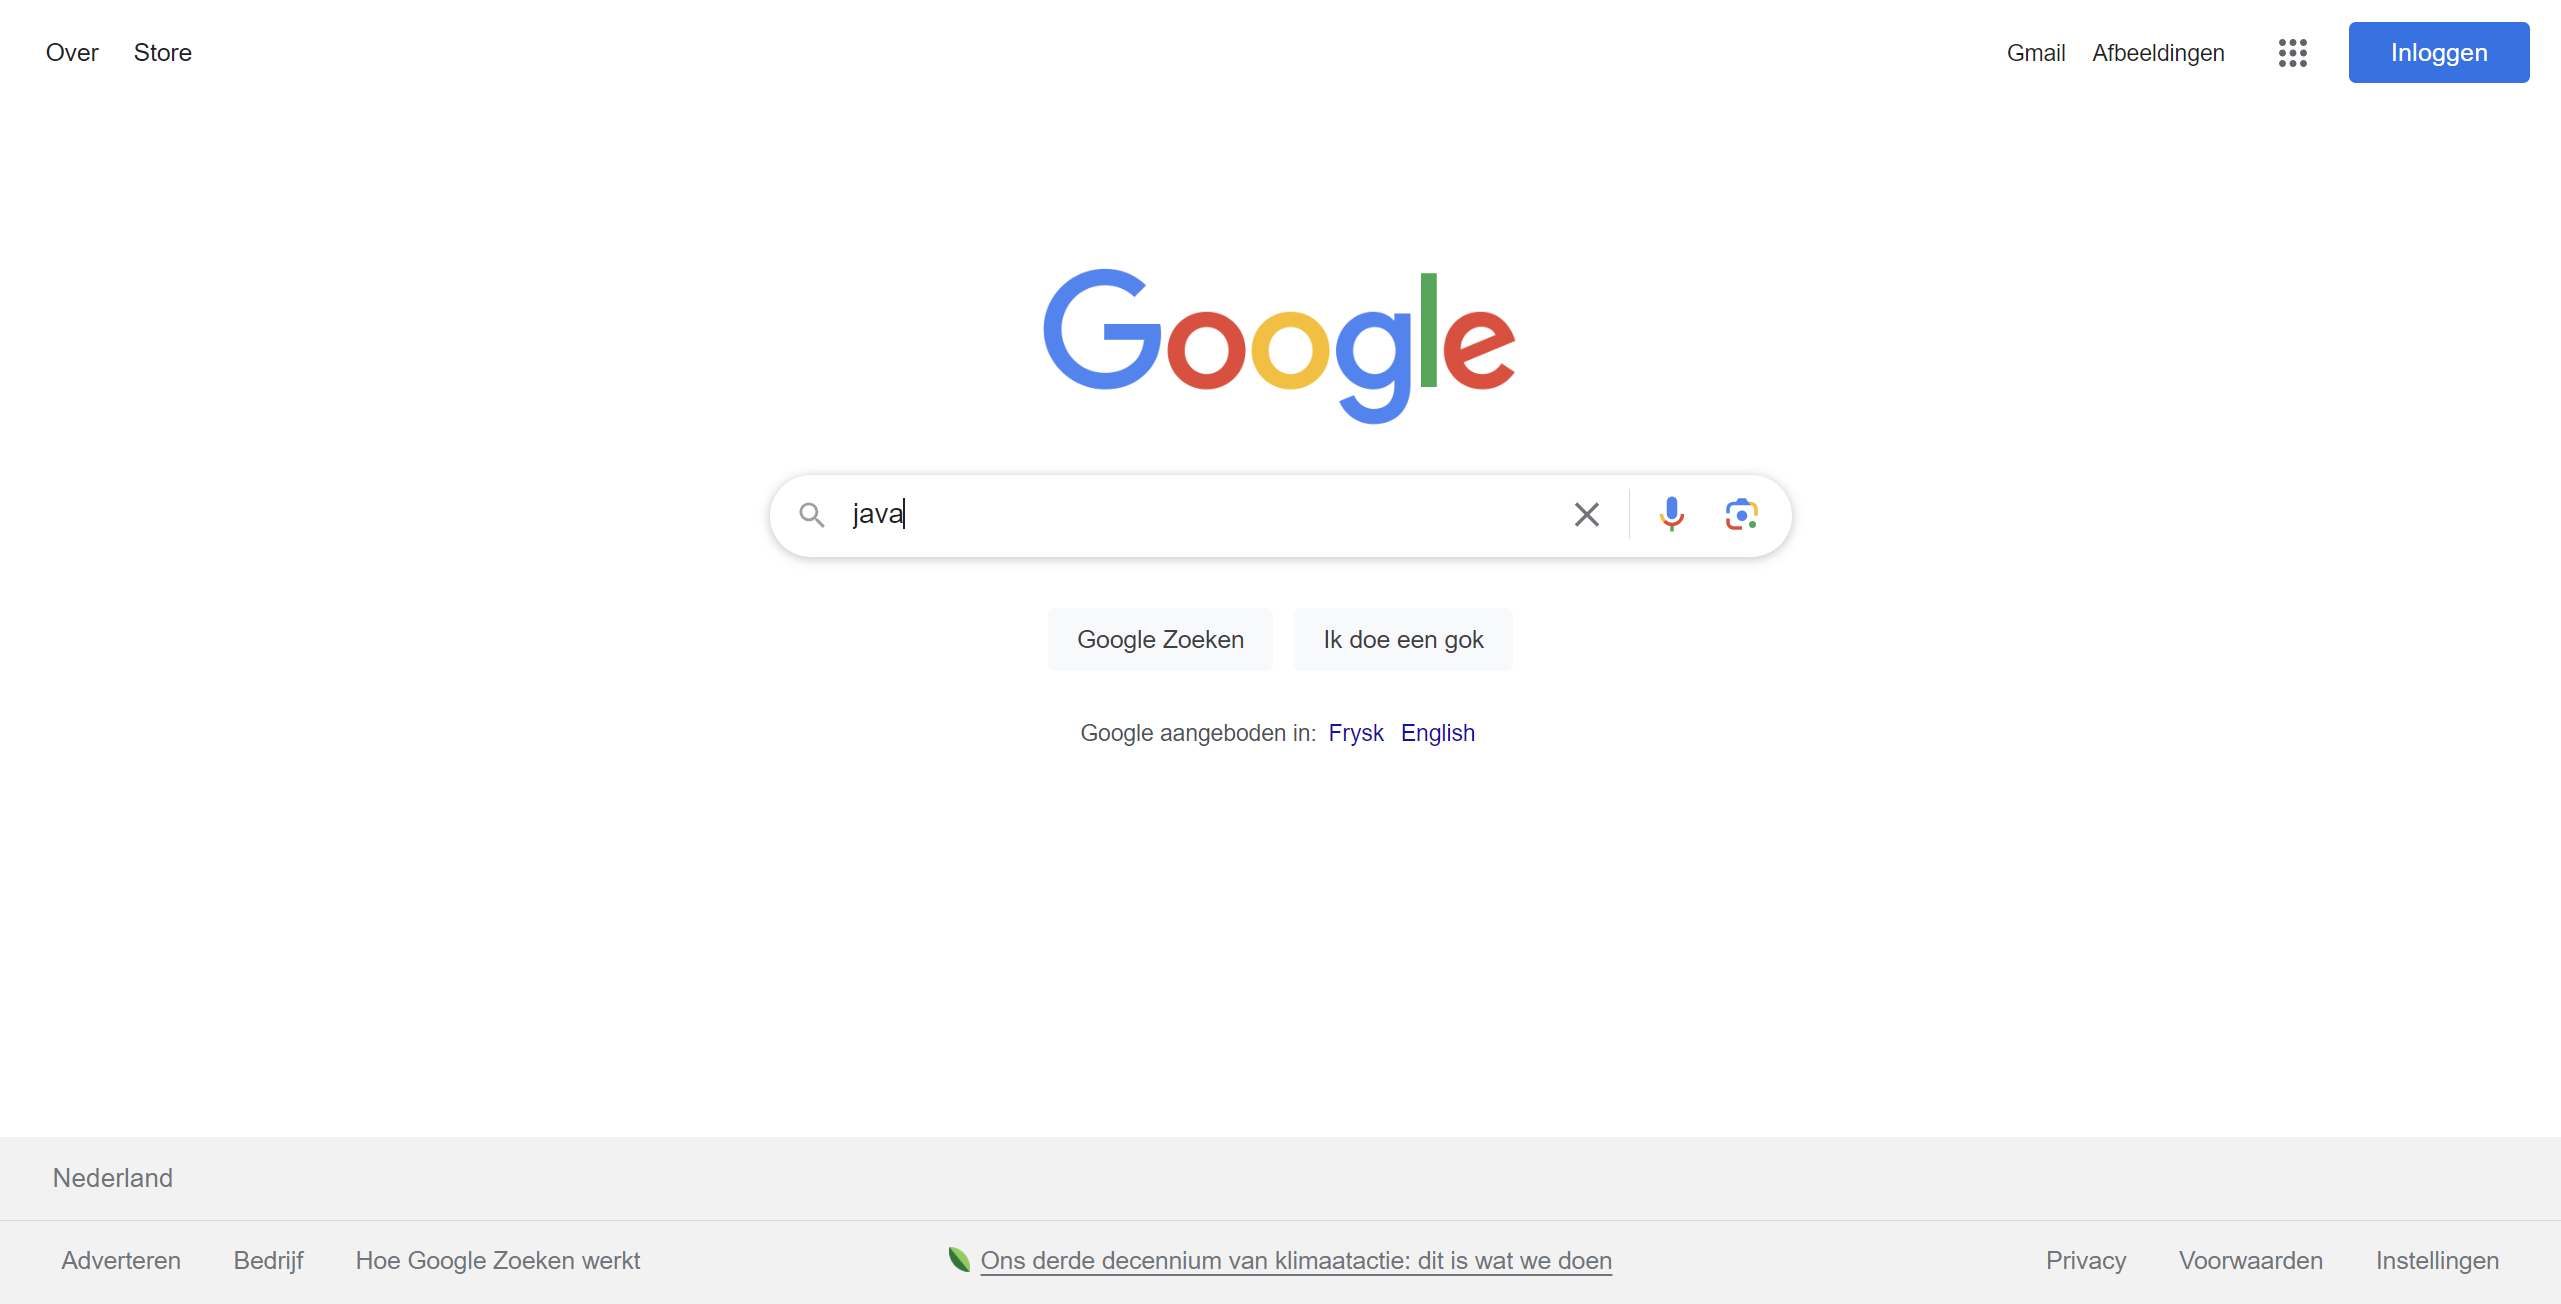 Over Store Gmail Afbeeldingen Inloggen
Google
java
Google Zoeken Ik doe een gok
Google aangeboden in: Frysk English
Nederland
Adverteren Bedrijf Hoe Google Zoeken werkt Ons derde decennium van klimaatactie: dit is wat we doen Privacy Voorwaarden Instellingen